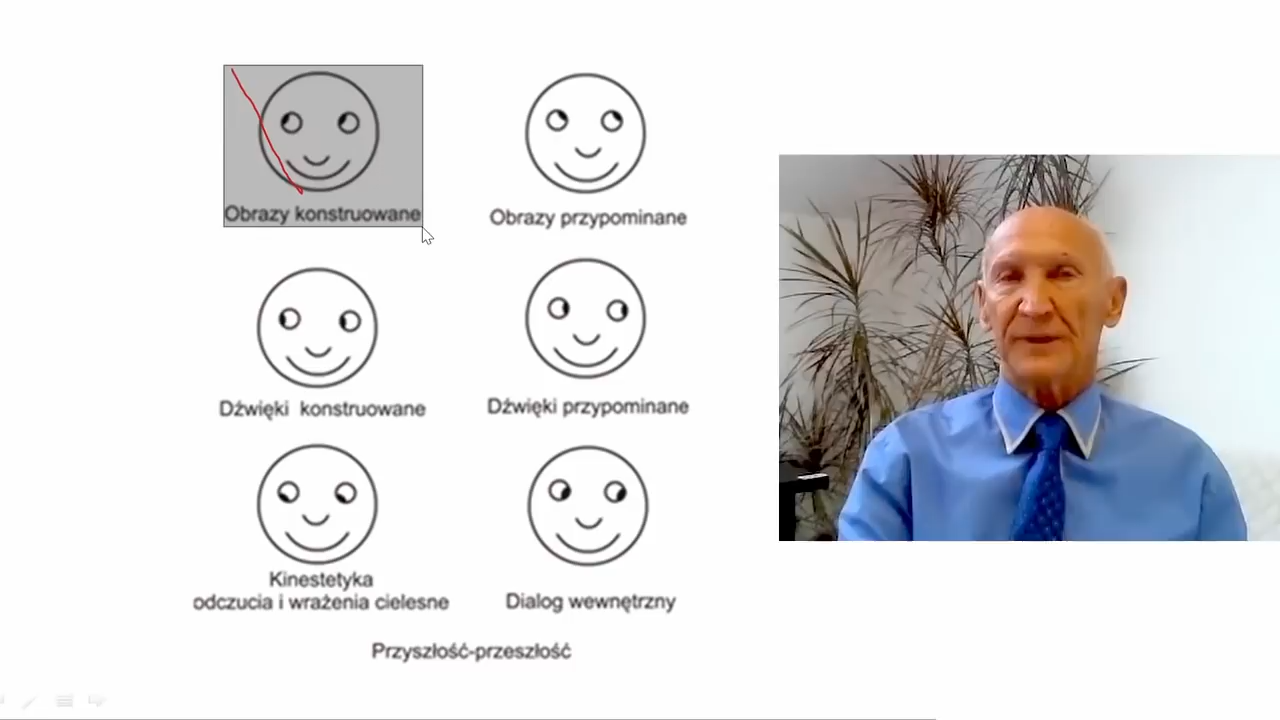 Obrazy konstruowane
Obrazy przypominane
Dźwięki konstruowane
Dźwięki przypominane
Kinestetyka
odczucia i wrażenia cielesne
Dialog wewnętrzny
Przyszłość-przeszłość